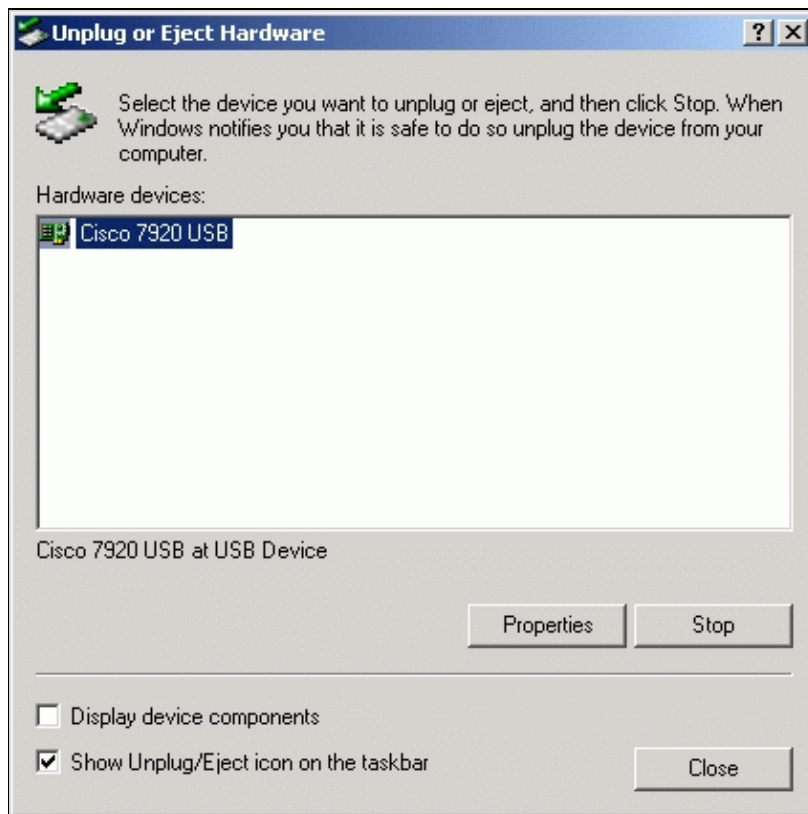 Unplug or Eject Hardware
Select the device you want to unplug or eject, and then click Stop. When
Windows notifies you that it is safe to do so unplug the device from your
computer.
Hardware devices:
Cisco 7920 USB
Cisco 7920 USB at USB Device
Properties
Stop
Display device components
Show Unplug/Eject icon on the taskbar
Close